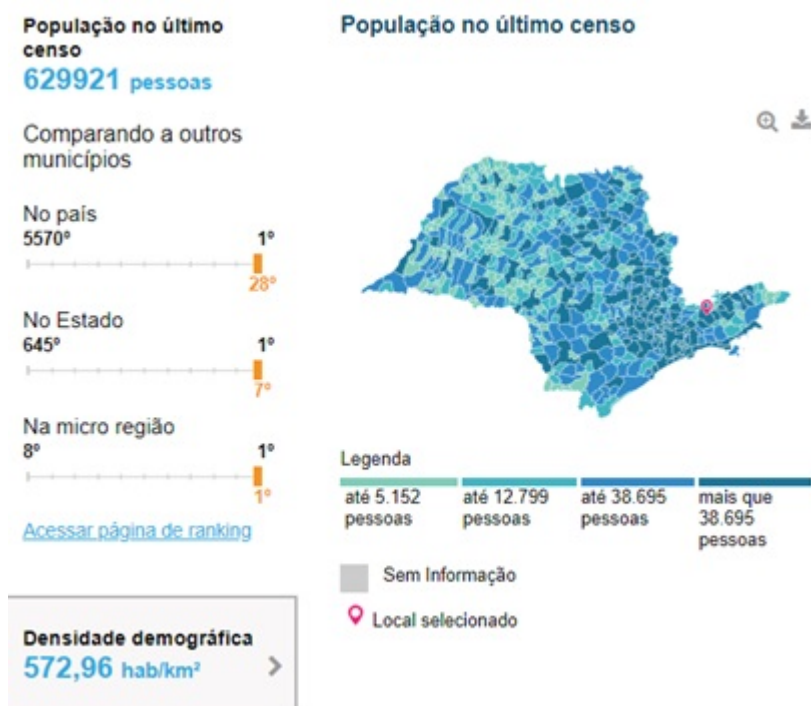 População no último
censo
629921 pessoas
Comparando a outros
municípios
No país
5570º 1º
28º
No Estado
645º 1º
7º
Na micro região
8º 1º
1º
Acessar página de ranking
Densidade demográfica
572,96 hab/km²
População no último censo
Legenda
até 5.152
pessoas
até 12.799
pessoas
até 38.695
pessoas
mais que
38.695
pessoas
Sem Informação
Local selecionado